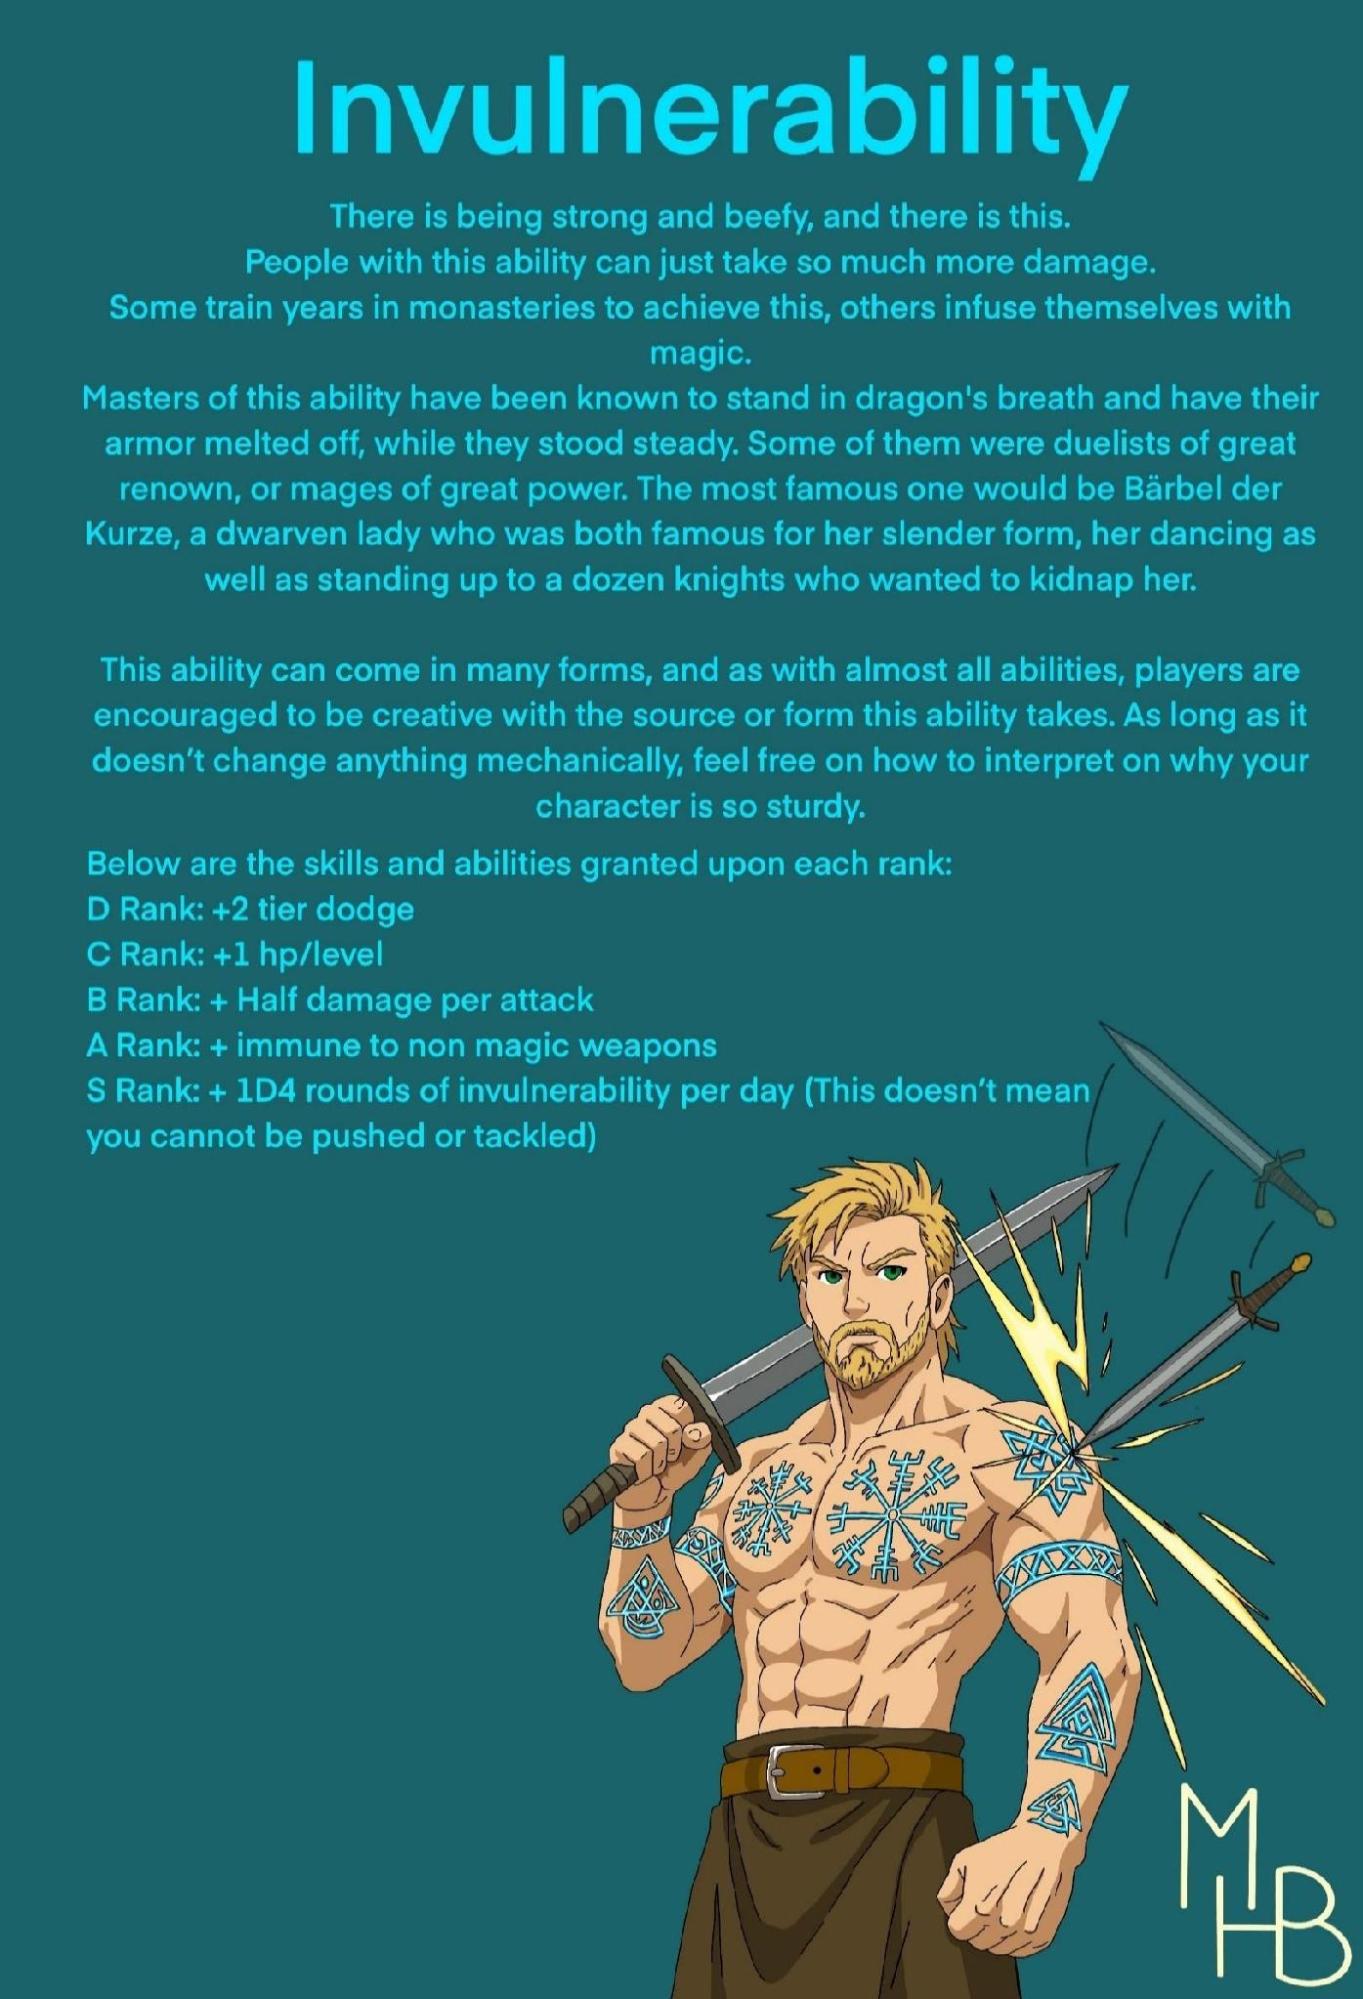 Invulnerability
There is being strong and beefy, and there is this.
People with this ability can just take so much more damage.
Some train years in monasteries to achieve this, others infuse themselves with
magic.
Masters of this ability have been known to stand in dragon's breath and have their
armor melted off, while they stood steady. Some of them were duelists of great
renown, or mages of great power. The most famous one would be Bärbel der
Kurze, a dwarven lady who was both famous for her slender form, her dancing as
well as standing up to a dozen knights who wanted to kidnap her.
This ability can come in many forms, and as with almost all abilities, players are
encouraged to be creative with the source or form this ability takes. As long as it
doesn't change anything mechanically, feel free on how to interpret on why your
character is so sturdy.
Below are the skills and abilities granted upon each rank:
D Rank: +2 tier dodge
C Rank: +1 hp/level
B Rank: + Half damage per attack
A Rank: + immune to non magic weapons
S Rank: + 1D4 rounds of invulnerability per day (This doesn't mean
you cannot be pushed or tackled)
MHB